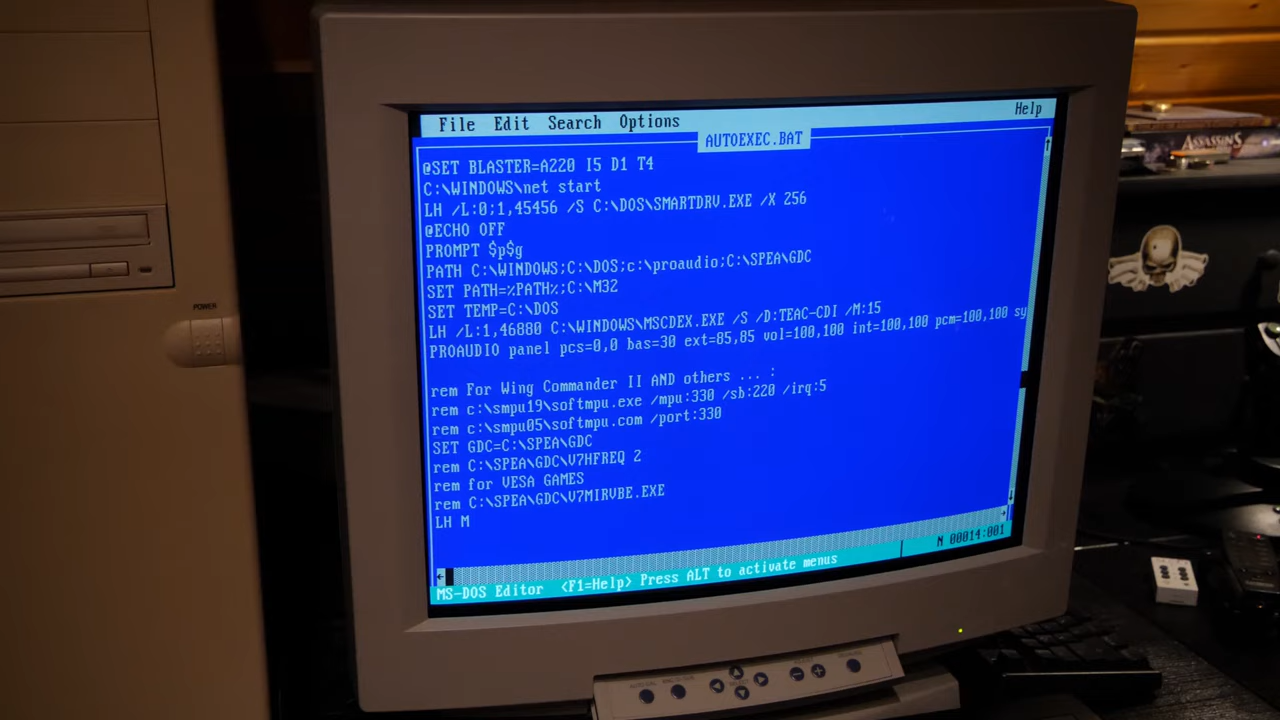 POWER
File Edit Search Options Help
AUTOEXEC.BAT
@SET BLASTER=A220 I5 D1 T4
C:\WINDOWS\net start
LH /L:0;1,45456 /S C:\DOS\SMARTDRV.EXE /X 256
@ECHO OFF
PROMPT $p$g
PATH C:\WINDOWS;C:\DOS;c:\proaudio;C:\SPEA\GDC
SET PATH=%PATH%;C:\M32
SET TEMP=C:\DOS
LH /L:1,46880 C:\WINDOWS\MSCDEX.EXE /S /D:TEAC-CDI /M:15
PROAUDIO panel pcs=0,0 bas=30 ext=85,85 vol=100,100 int=100,100 pcm=100,100 sy
rem For Wing Commander II AND others ... :
rem c:\smpu19\softmpu.exe /mpu:330 /sb:220 /irq:5
rem c:\smpu05\softmpu.com /port:330
SET GDC=C:\SPEA\GDC
rem C:\SPEA\GDC\V7HFREQ 2
rem for VESA GAMES
rem C:\SPEA\GDC\V7MIRVBE.EXE
LH M
MS-DOS Editor <F1=Help> Press ALT to activate menus N 00014:001
ASSASSIN'S